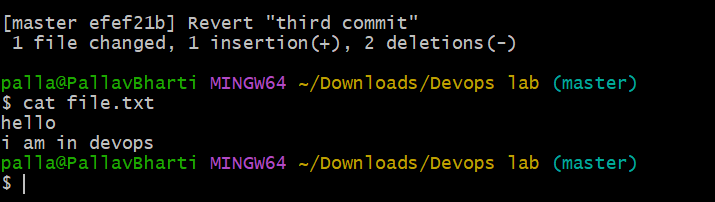 [master efef21b] Revert "third commit"
 1 file changed, 1 insertion(+), 2 deletions(-)

palla@PallavBharti MINGW64 ~/Downloads/Devops lab (master)
$ cat file.txt
hello
i am in devops
palla@PallavBharti MINGW64 ~/Downloads/Devops lab (master)
$